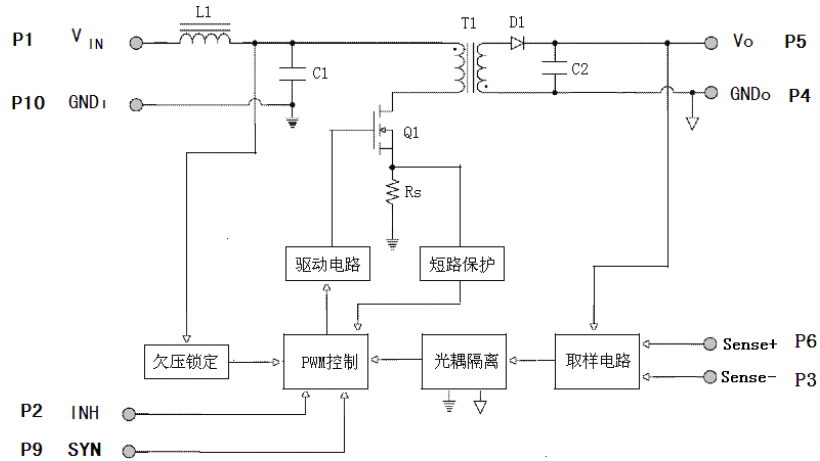 L1
T1
D1
P1 VIN
Vo P5
C1
C2
P10 GNDI
GNDo P4
Q1
Rs
驱动电路
短路保护
欠压锁定
PWM控制
光耦隔离
取样电路
Sense+ P6
Sense- P3
P2 INH
P9 SYN